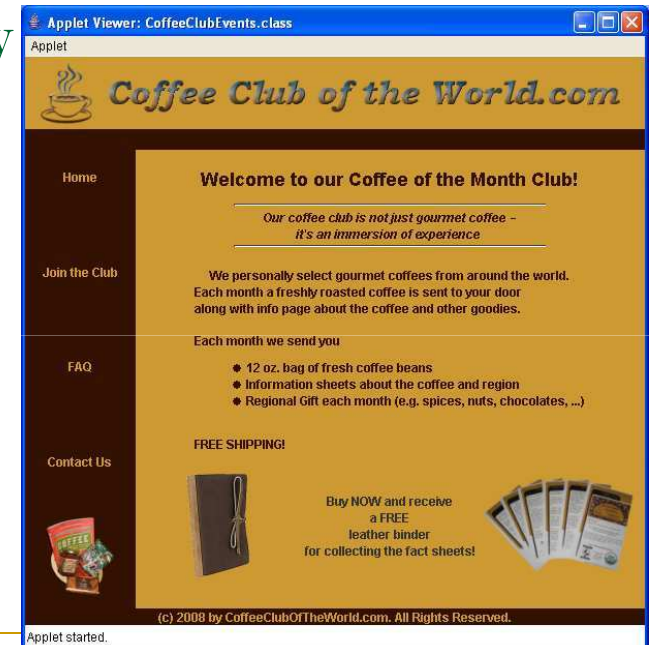 y
Applet Viewer: CoffeeClubEvents.class
Applet
Coffee Club of the World.com
Home
Join the Club
FAQ
Contact Us
Welcome to our Coffee of the Month Club!
Our coffee club is not just gourmet coffee –
it's an immersion of experience
We personally select gourmet coffees from around the world.
Each month a freshly roasted coffee is sent to your door
along with info page about the coffee and other goodies.
Each month we send you
12 oz. bag of fresh coffee beans
Information sheets about the coffee and region
Regional Gift each month (e.g. spices, nuts, chocolates, ...)
FREE SHIPPING!
COFFEE
Buy NOW and receive
a FREE
leather binder
for collecting the fact sheets!
(c) 2008 by CoffeeClubOfTheWorld.com. All Rights Reserved.
Applet started.